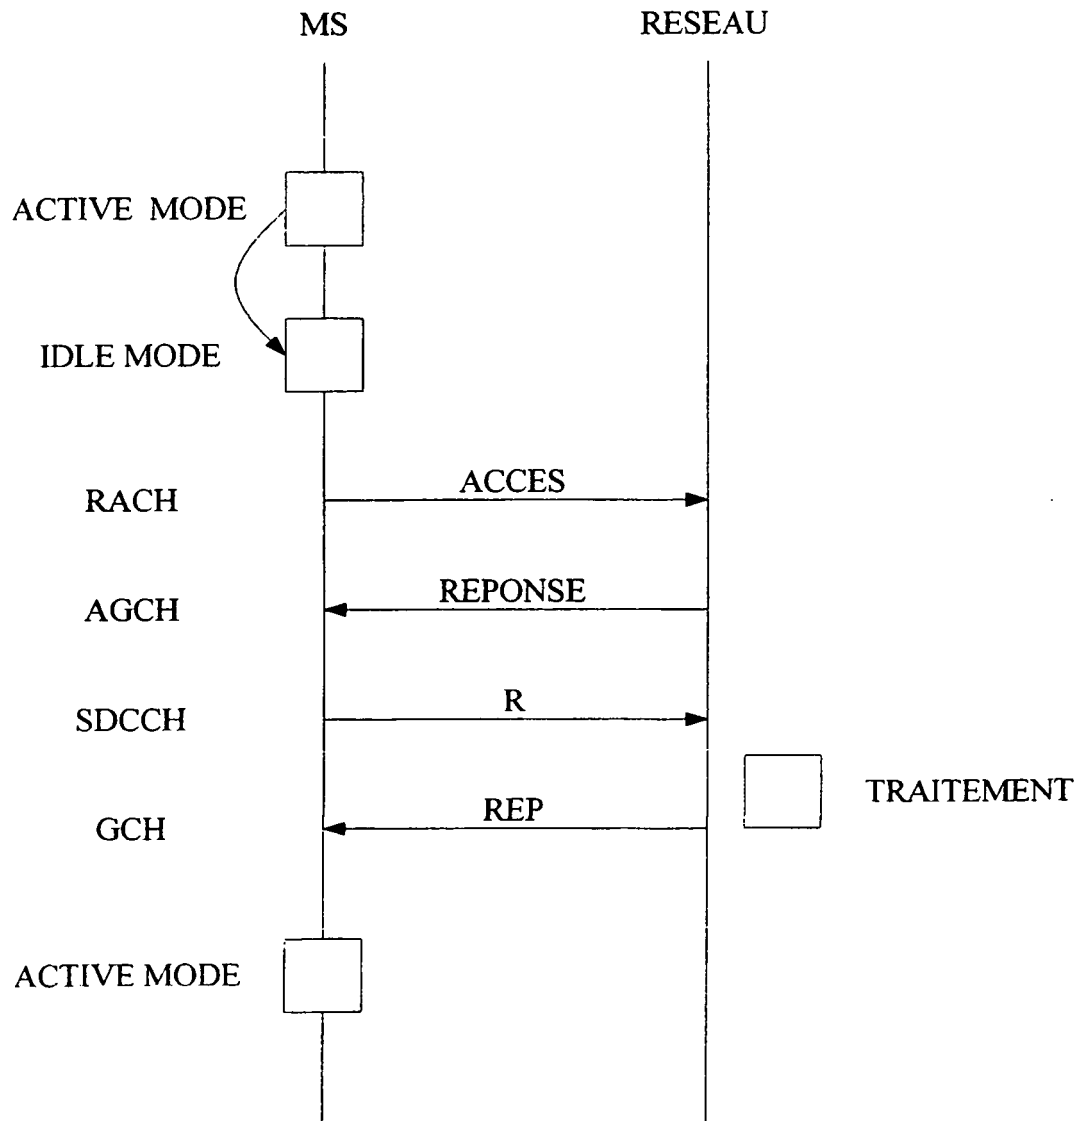 MS RESEAU
ACTIVE MODE
IDLE MODE
RACH ACCES
AGCH REPONSE
SDCCH R
TRAITEMENT
GCH REP
ACTIVE MODE